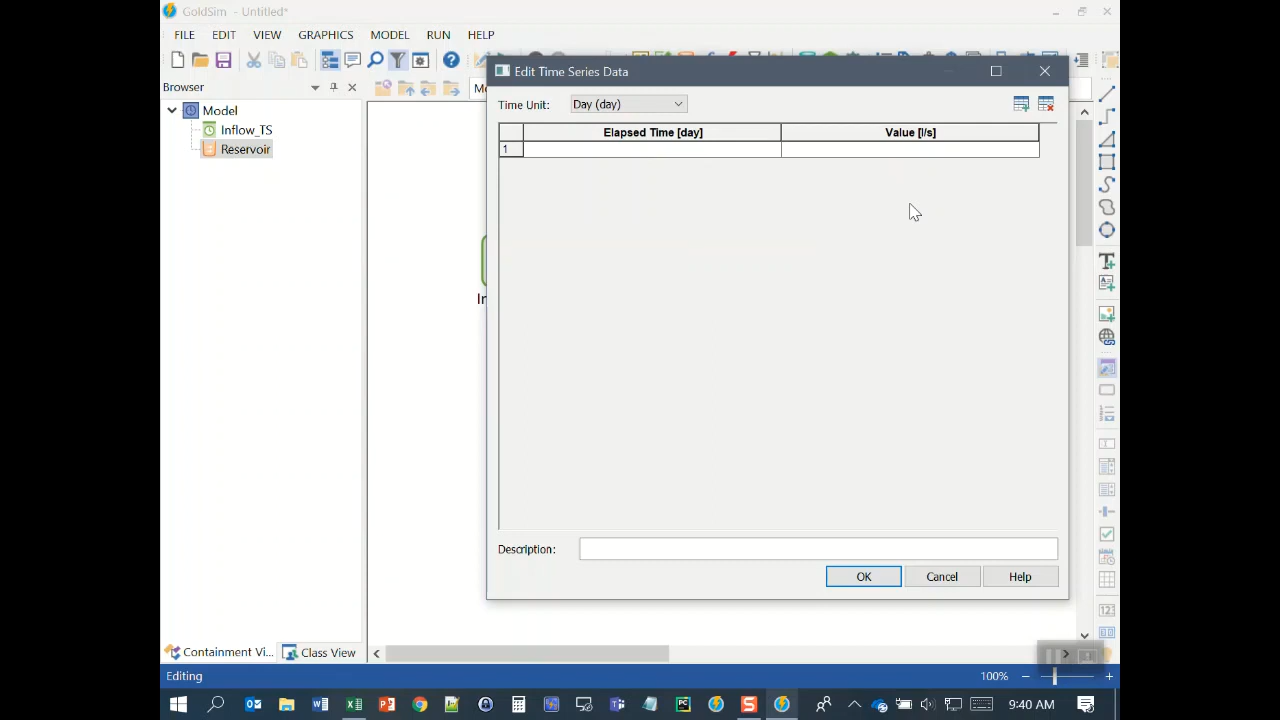 GoldSim - Untitled*
FILE EDIT VIEW GRAPHICS MODEL RUN HELP
Browser
Model
Inflow_TS
Reservoir
Edit Time Series Data
Time Unit: Day (day)
Elapsed Time [day] Value [l/s]
1
Description:
OK Cancel Help
Containment Vi... Class View
Editing 100%
9:40 AM